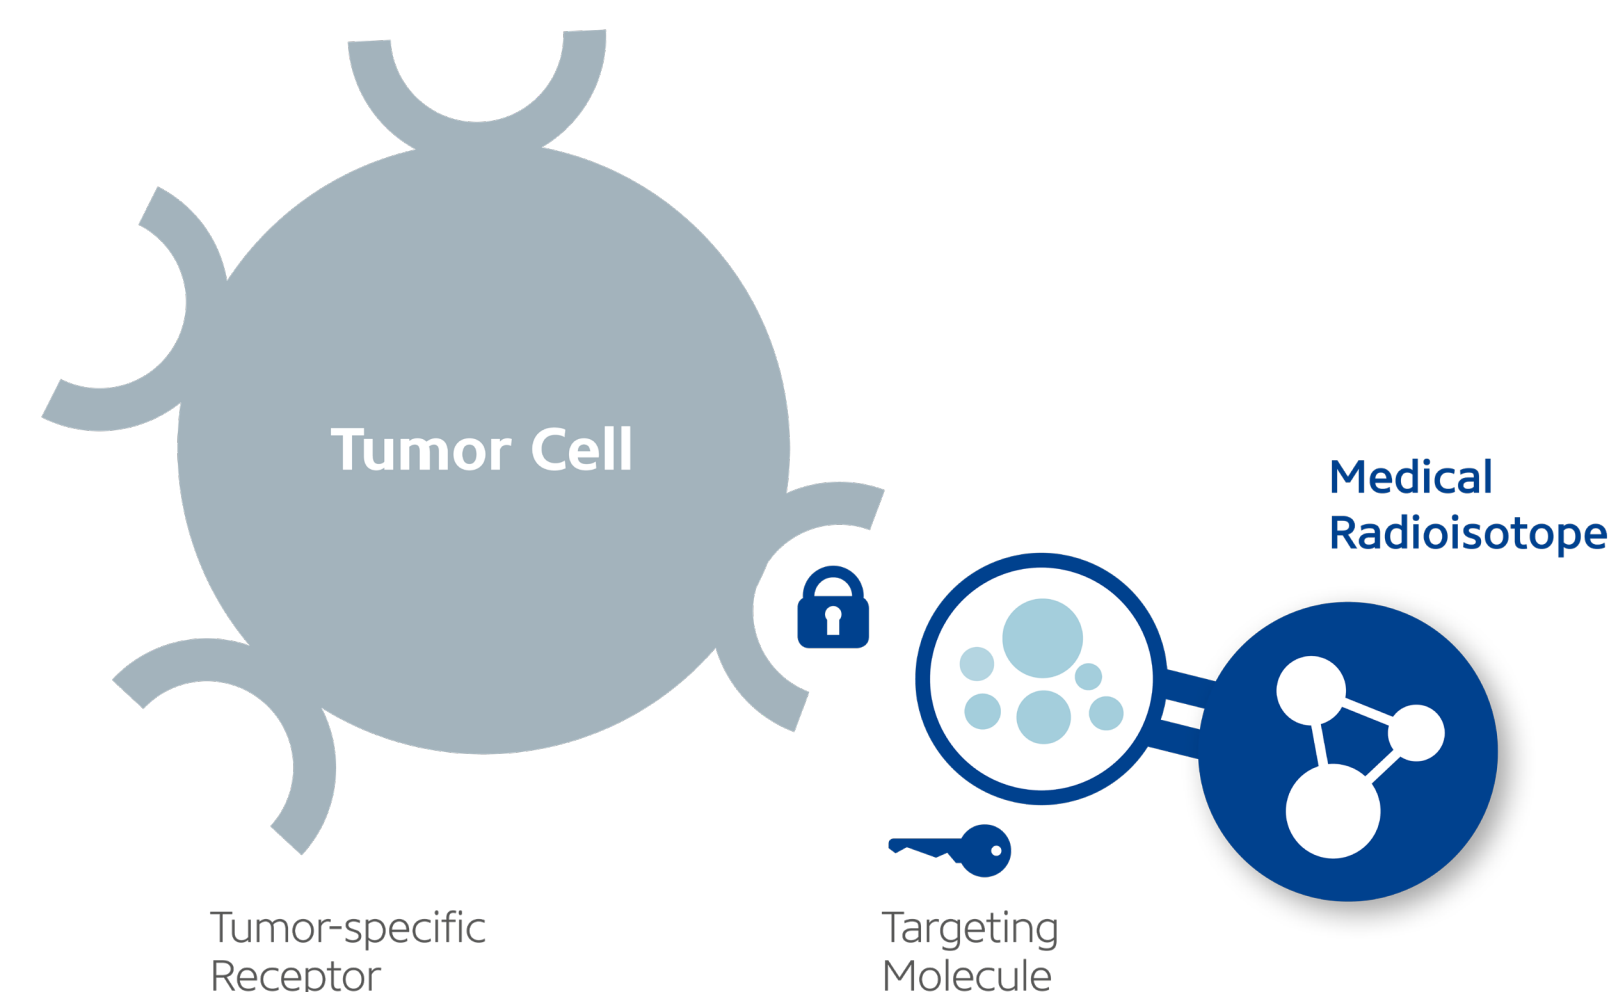 Tumor Cell
Medical
Radioisotope
Tumor-specific
Receptor
Targeting
Molecule